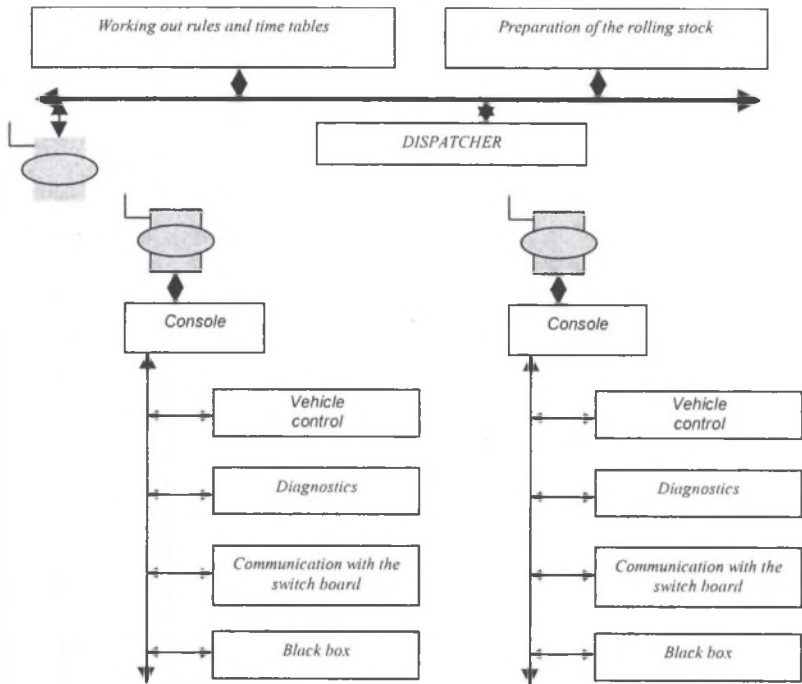 Working out rules and time tables
Preparation of the rolling stock
DISPATCHER
Console
Vehicle
control
Diagnostics
Communication with the
switch board
Black box
Console
Vehicle
control
Diagnostics
Communication with the
switch board
Black box